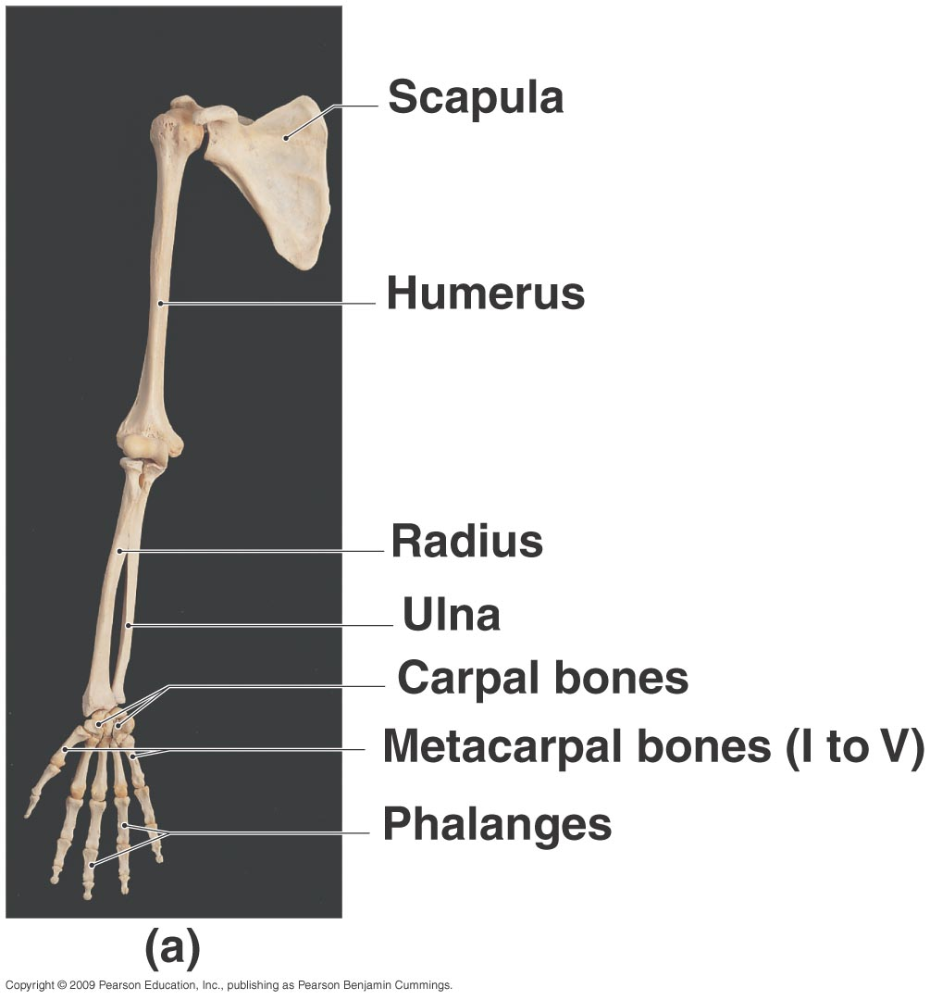 Scapula
Humerus
Radius
Ulna
Carpal bones
Metacarpal bones (I to V)
Phalanges
(a)
Copyright © 2009 Pearson Education, Inc., publishing as Pearson Benjamin Cummings.